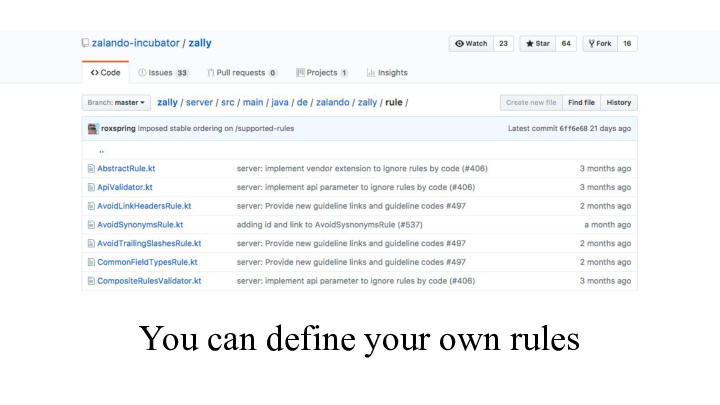 zalando-incubator / zally
Watch 23 Star 64 Fork 16
Code Issues 33 Pull requests 0 Projects 1 Insights
Branch: master zally / server / src / main / java / de / zalando / zally / rule / Create new file Find file History
roxspring Imposed stable ordering on /supported-rules Latest commit 6ff6e68 21 days ago
..
AbstractRule.kt server: implement vendor extension to ignore rules by code (#406) 3 months ago
ApiValidator.kt server: implement api parameter to ignore rules by code (#406) 3 months ago
AvoidLinkHeadersRule.kt server: Provide new guideline links and guideline codes #497 2 months ago
AvoidSynonymsRule.kt adding id and link to AvoidSysnonymsRule (#537) a month ago
AvoidTrailingSlashesRule.kt server: Provide new guideline links and guideline codes #497 2 months ago
CommonFieldTypesRule.kt server: Provide new guideline links and guideline codes #497 2 months ago
CompositeRulesValidator.kt server: implement api parameter to ignore rules by code (#406) 3 months ago
You can define your own rules